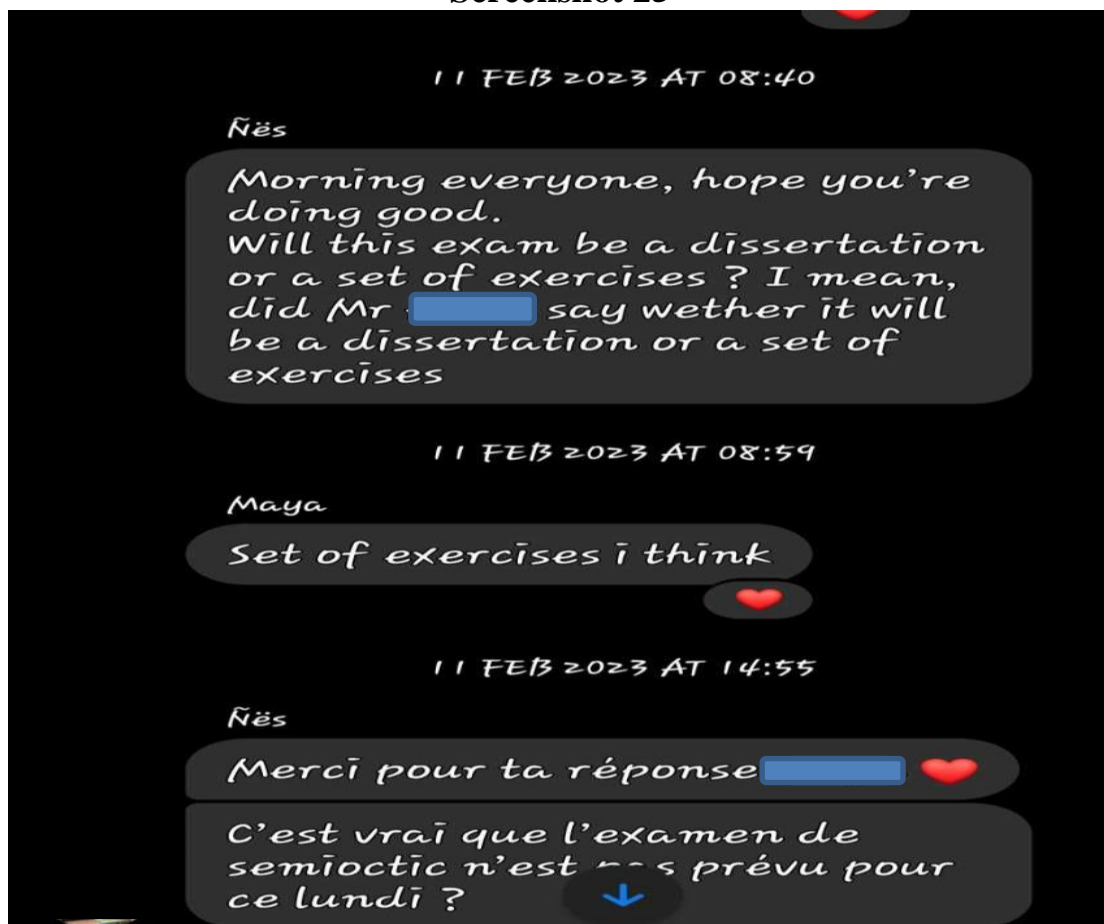 11 FEB 2023 AT 08:40
Ñës
Morning everyone, hope you're
doing good.
Will this exam be a dissertation
or a set of exercises ? I mean,
did Mr say wether it will
be a dissertation or a set of
exercises
11 FEB 2023 AT 08:59
Maya
Set of exercises i think
11 FEB 2023 AT 14:55
Ñës
Merci pour ta réponse
C'est vrai que l'examen de
semioctic n'est prévu pour
ce lundi ?